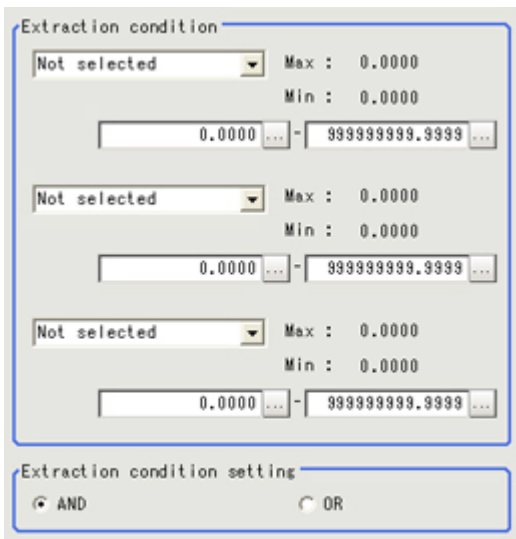 Extraction condition
Not selected Max : 0.0000
Min : 0.0000
0.0000 ... - 999999999.9999 ...
Not selected Max : 0.0000
Min : 0.0000
0.0000 ... - 999999999.9999 ...
Not selected Max : 0.0000
Min : 0.0000
0.0000 ... - 999999999.9999 ...
Extraction condition setting
AND OR